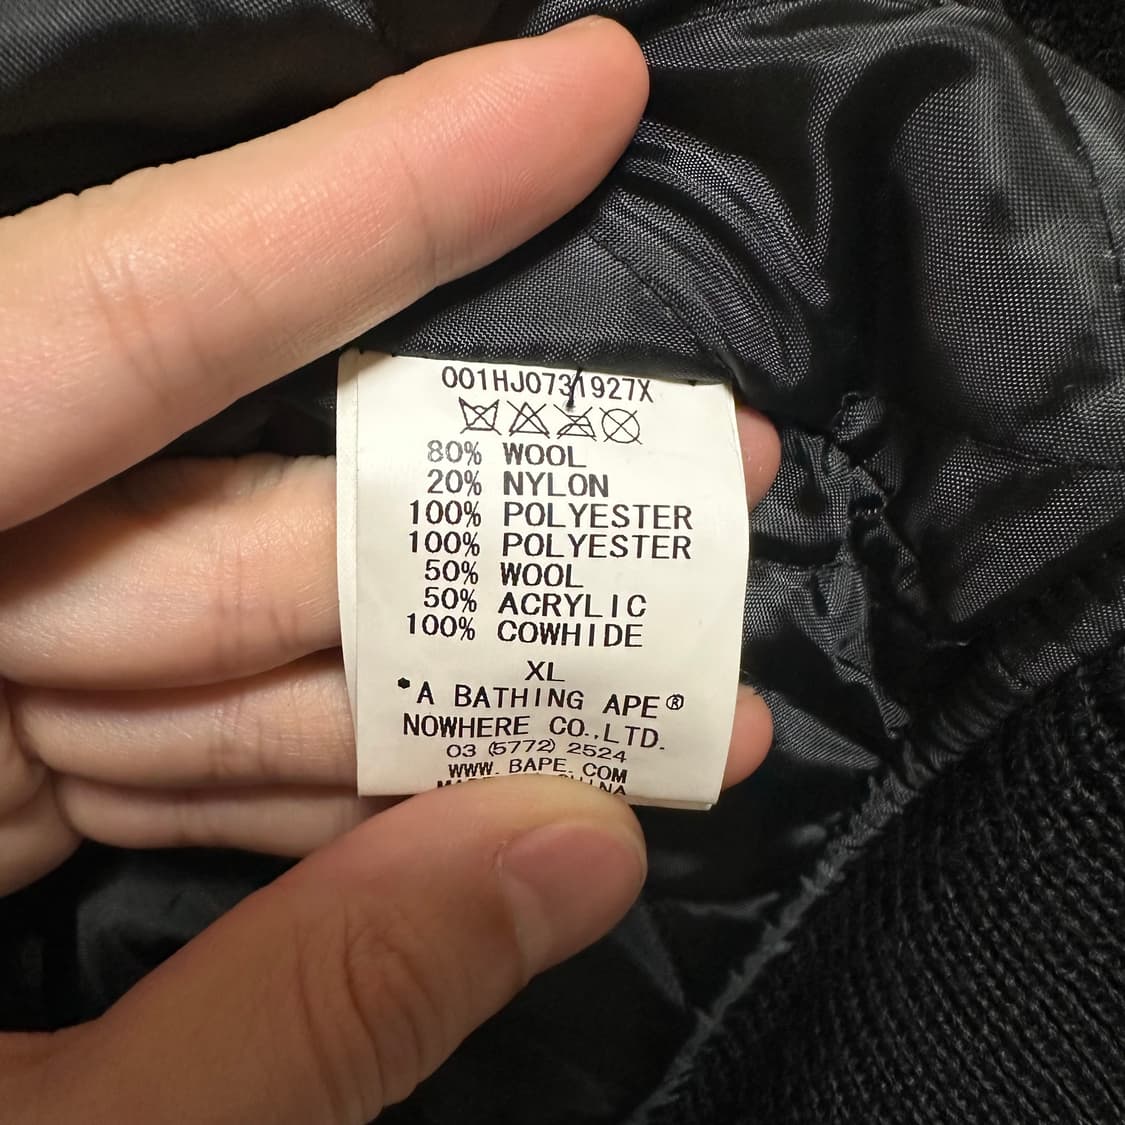 001HJ0731927X
80% WOOL
20% NYLON
100% POLYESTER
100% POLYESTER
50% WOOL
50% ACRYLIC
100% COWHIDE
XL
*A BATHING APE®
NOWHERE CO.,LTD.
03 (5772) 2524
WWW. BAPE. COM